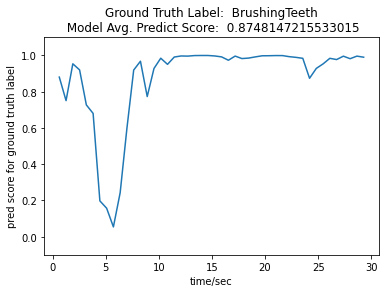 Ground Truth Label:  BrushingTeeth
Model Avg. Predict Score:  0.8748147215533015
1.0
0.8
0.6
0.4
0.2
0.0
pred score for ground truth label
0 5 10 15 20 25 30
time/sec